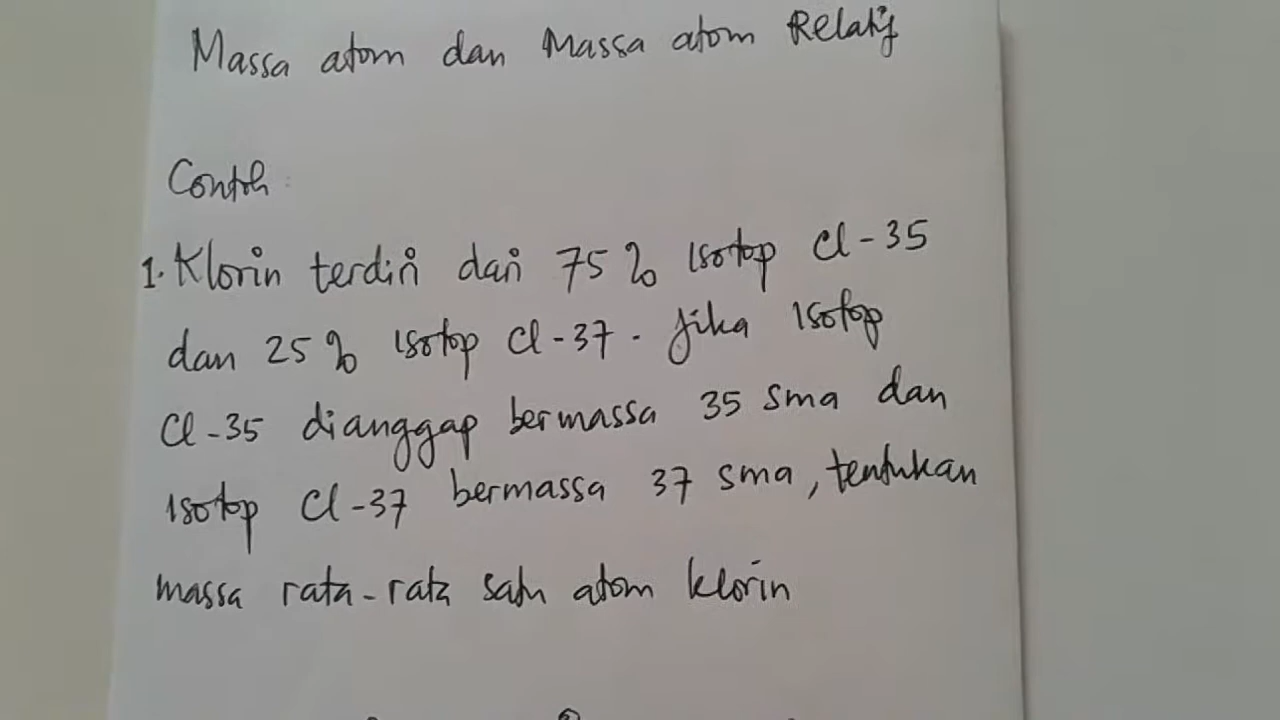 Massa atom dan Massa atom Relatif
Contoh:
1. Klorin terdiri dari 75% isotop Cl-35
dan 25% isotop Cl-37. Jika isotop
Cl-35 dianggap bermassa 35 sma dan
isotop Cl-37 bermassa 37 sma, tentukan
massa rata-rata satu atom klorin